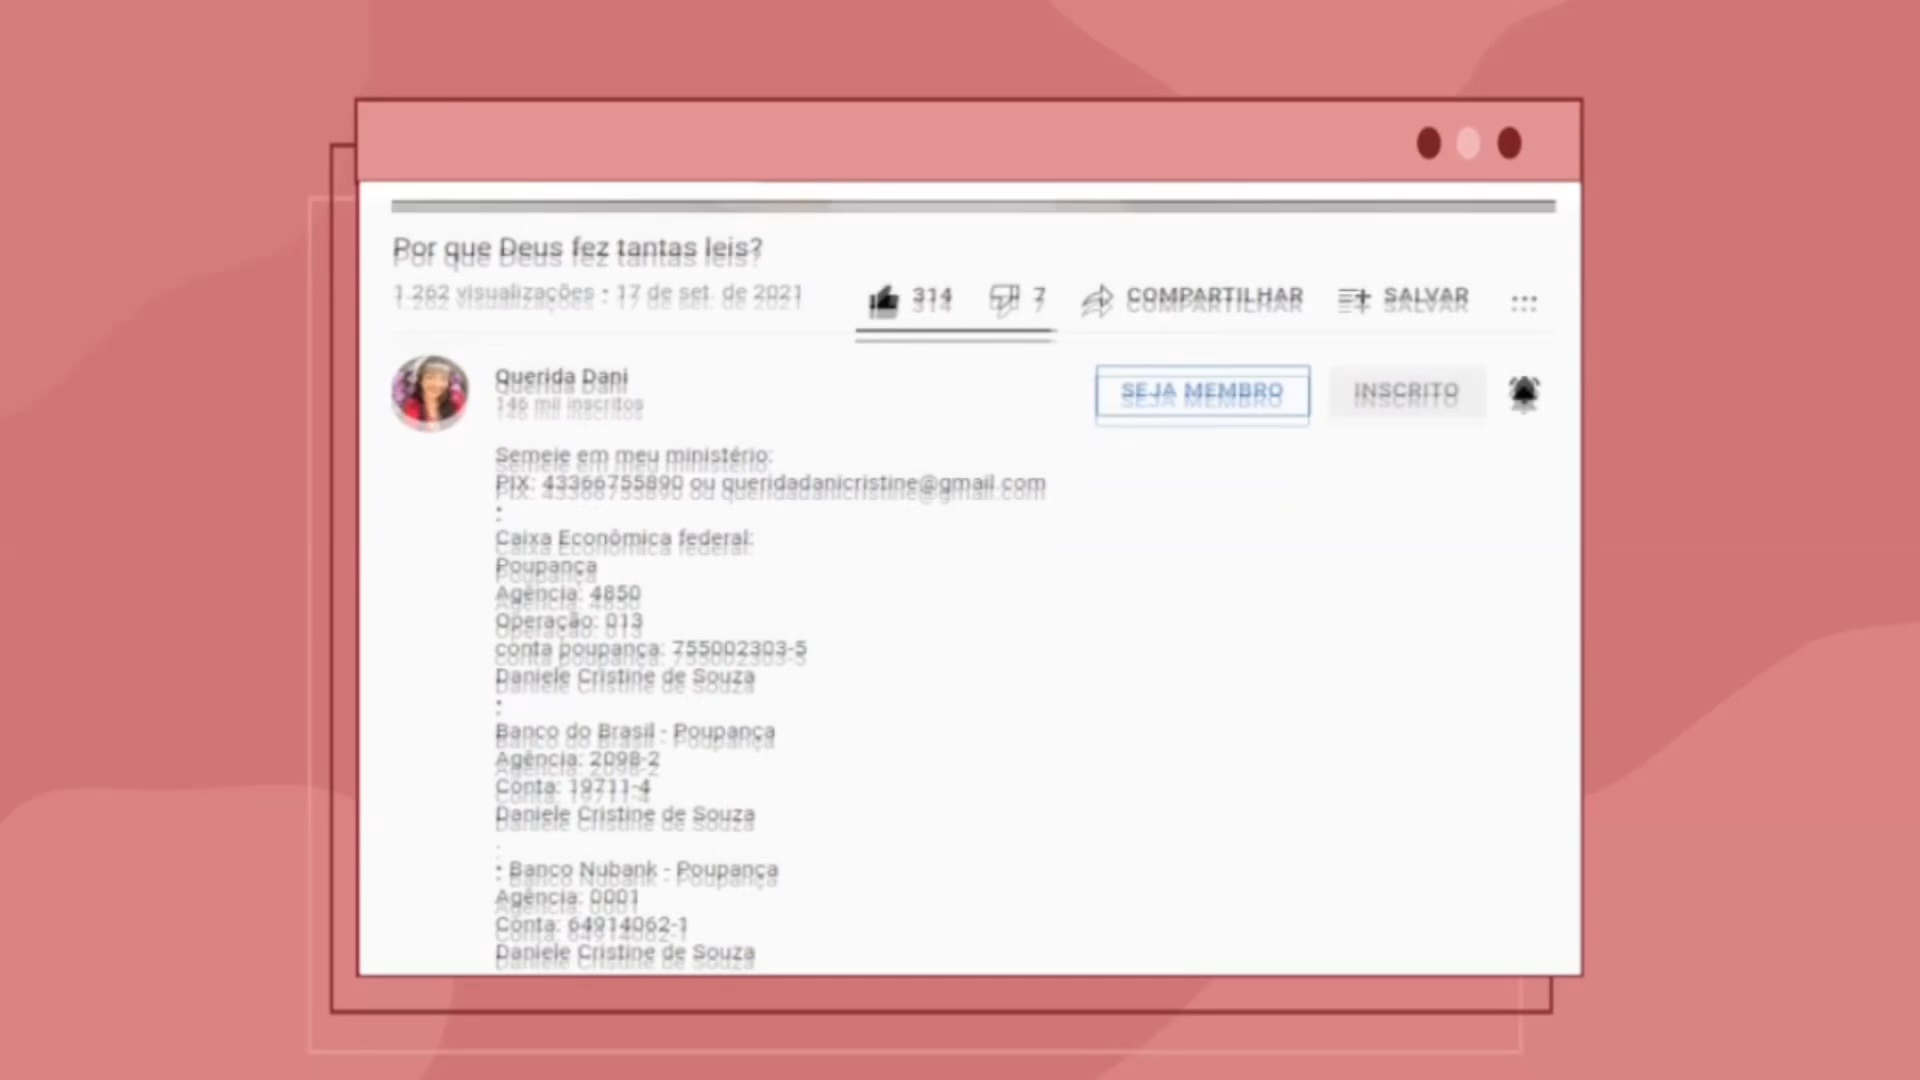 Por que Deus fez tantas leis?
1.262 visualizações • 17 de set. de 2021
314
7
COMPARTILHAR
SALVAR
Querida Dani
146 mil inscritos
SEJA MEMBRO
INSCRITO
Semeie em meu ministério:
PIX: 43366755890 ou queridadanicristine@gmail.com
•
Caixa Econômica federal:
Poupança
Agência: 4850
Operação: 013
conta poupança: 755002303-5
Daniele Cristine de Souza
•
Banco do Brasil - Poupança
Agência: 2098-2
Conta: 19711-4
Daniele Cristine de Souza
.
• Banco Nubank - Poupança
Agência: 0001
Conta: 64914062-1
Daniele Cristine de Souza